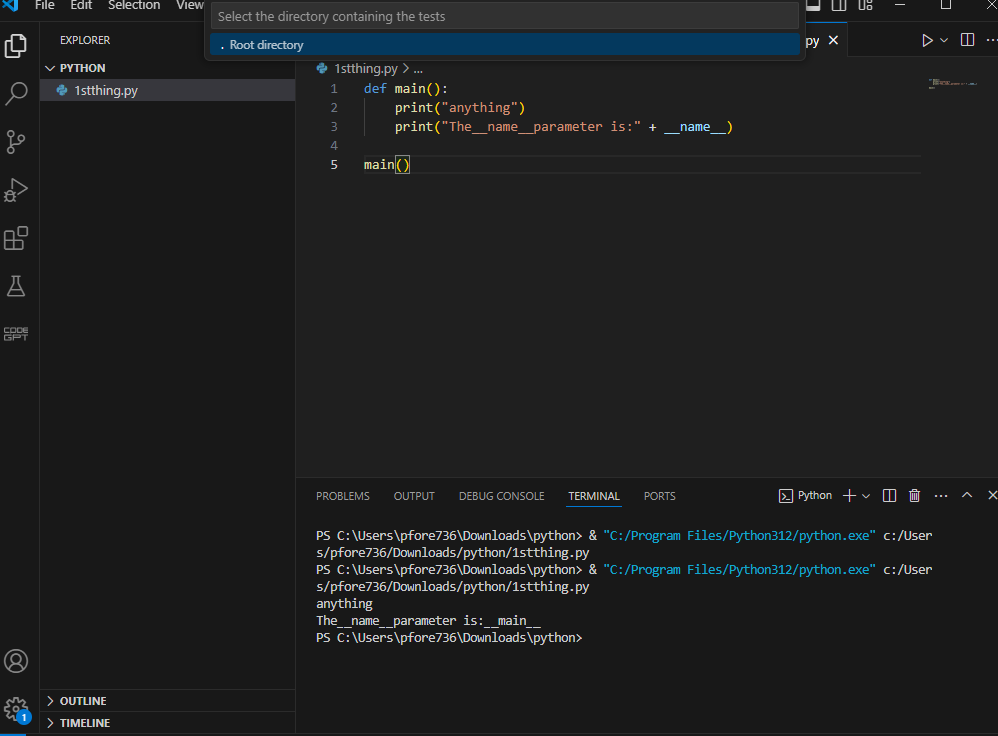 File Edit Selection View
Select the directory containing the tests
. Root directory
py
EXPLORER
PYTHON
1stthing.py
1stthing.py > ...
1 def main():
2 print("anything")
3 print("The__name__parameter is:" + __name__)
4
5 main()
CODE
GPT
PROBLEMS OUTPUT DEBUG CONSOLE TERMINAL PORTS
Python
PS C:\Users\pfore736\Downloads\python> & "C:/Program Files/Python312/python.exe" c:/User
s/pfore736/Downloads/python/1stthing.py
PS C:\Users\pfore736\Downloads\python> & "C:/Program Files/Python312/python.exe" c:/User
s/pfore736/Downloads/python/1stthing.py
anything
The__name__parameter is:__main__
PS C:\Users\pfore736\Downloads\python>
OUTLINE
1
TIMELINE